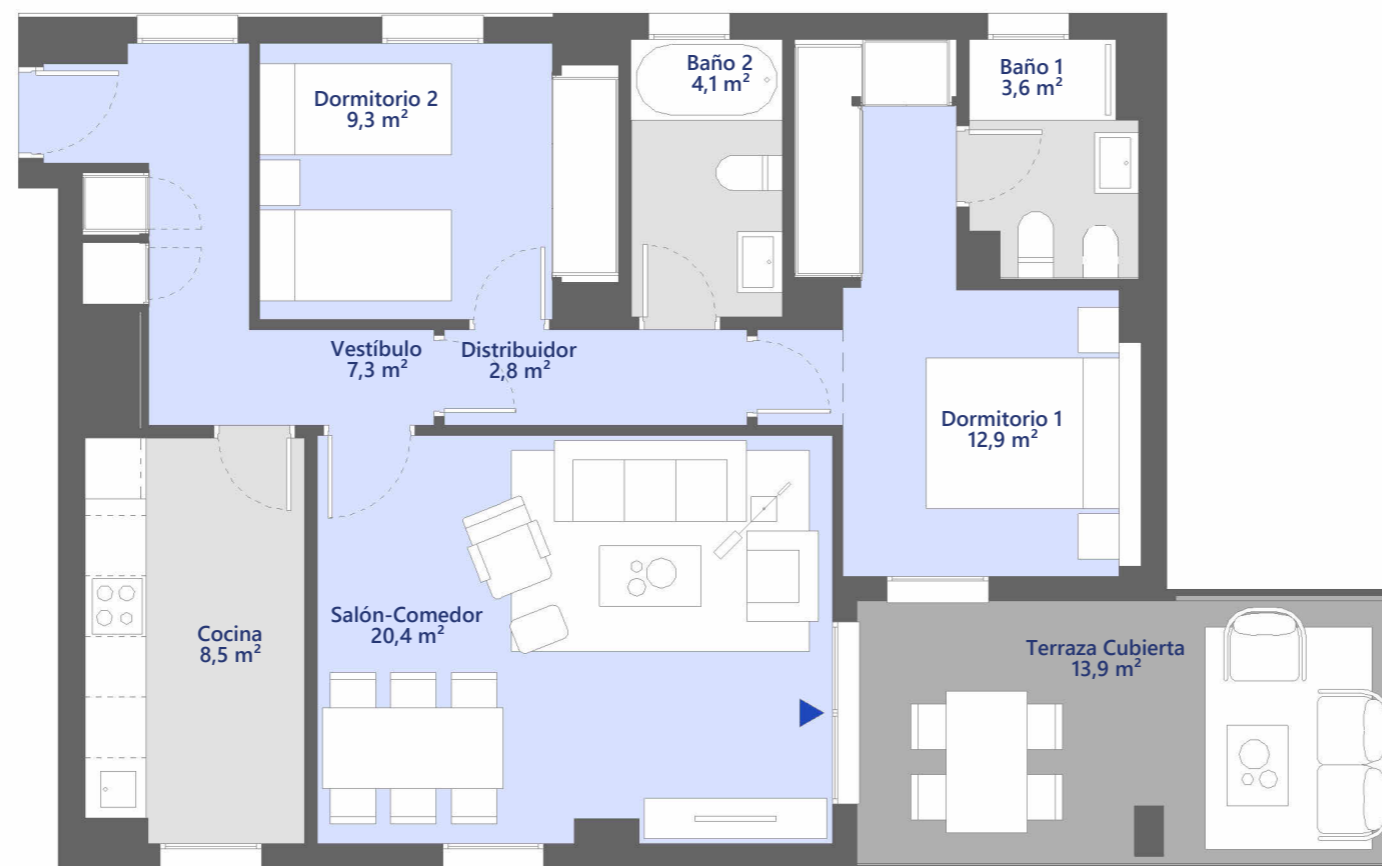 Baño 2
4,1 m²
Baño 1
3,6 m²
Dormitorio 2
9,3 m²
Vestíbulo
7,3 m²
Distribuidor
2,8 m²
Dormitorio 1
12,9 m²
Salón-Comedor
20,4 m²
Cocina
8,5 m²
Terraza Cubierta
13,9 m²